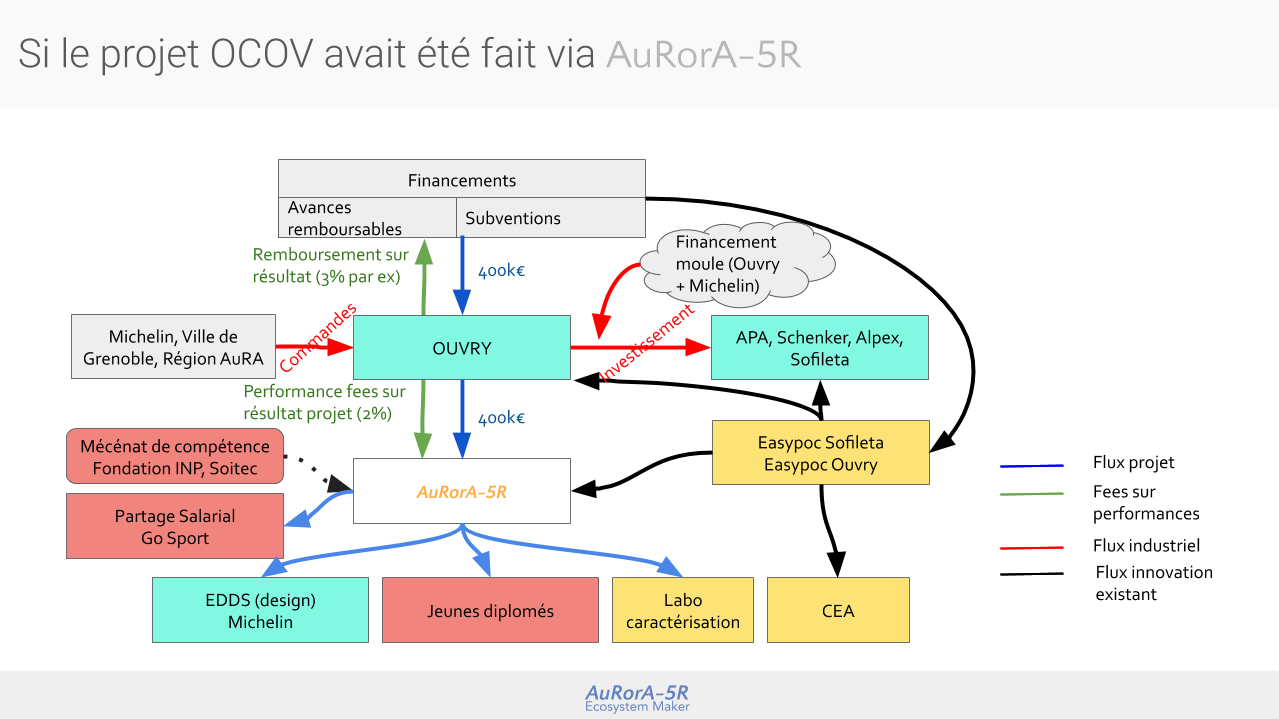 Si le projet OCOV avait été fait via AuRorA-5R
Financements
Avances
remboursables
Subventions
Remboursement sur
résultat (3% par ex)
400k€
Financement
moule (Ouvry
+ Michelin)
Michelin, Ville de
Grenoble, Région AuRA
Commandes
OUVRY
Investissement
APA, Schenker, Alpex,
Sofileta
Performance fees sur
résultat projet (2%)
400k€
Mécénat de compétence
Fondation INP, Soitec
Easypoc Sofileta
Easypoc Ouvry
AuRorA-5R
Partage Salarial
Go Sport
Flux projet
Fees sur
performances
Flux industriel
Flux innovation
existant
EDDS (design)
Michelin
Jeunes diplomés
Labo
caractérisation
CEA
AuRorA-5R
Ecosystem Maker